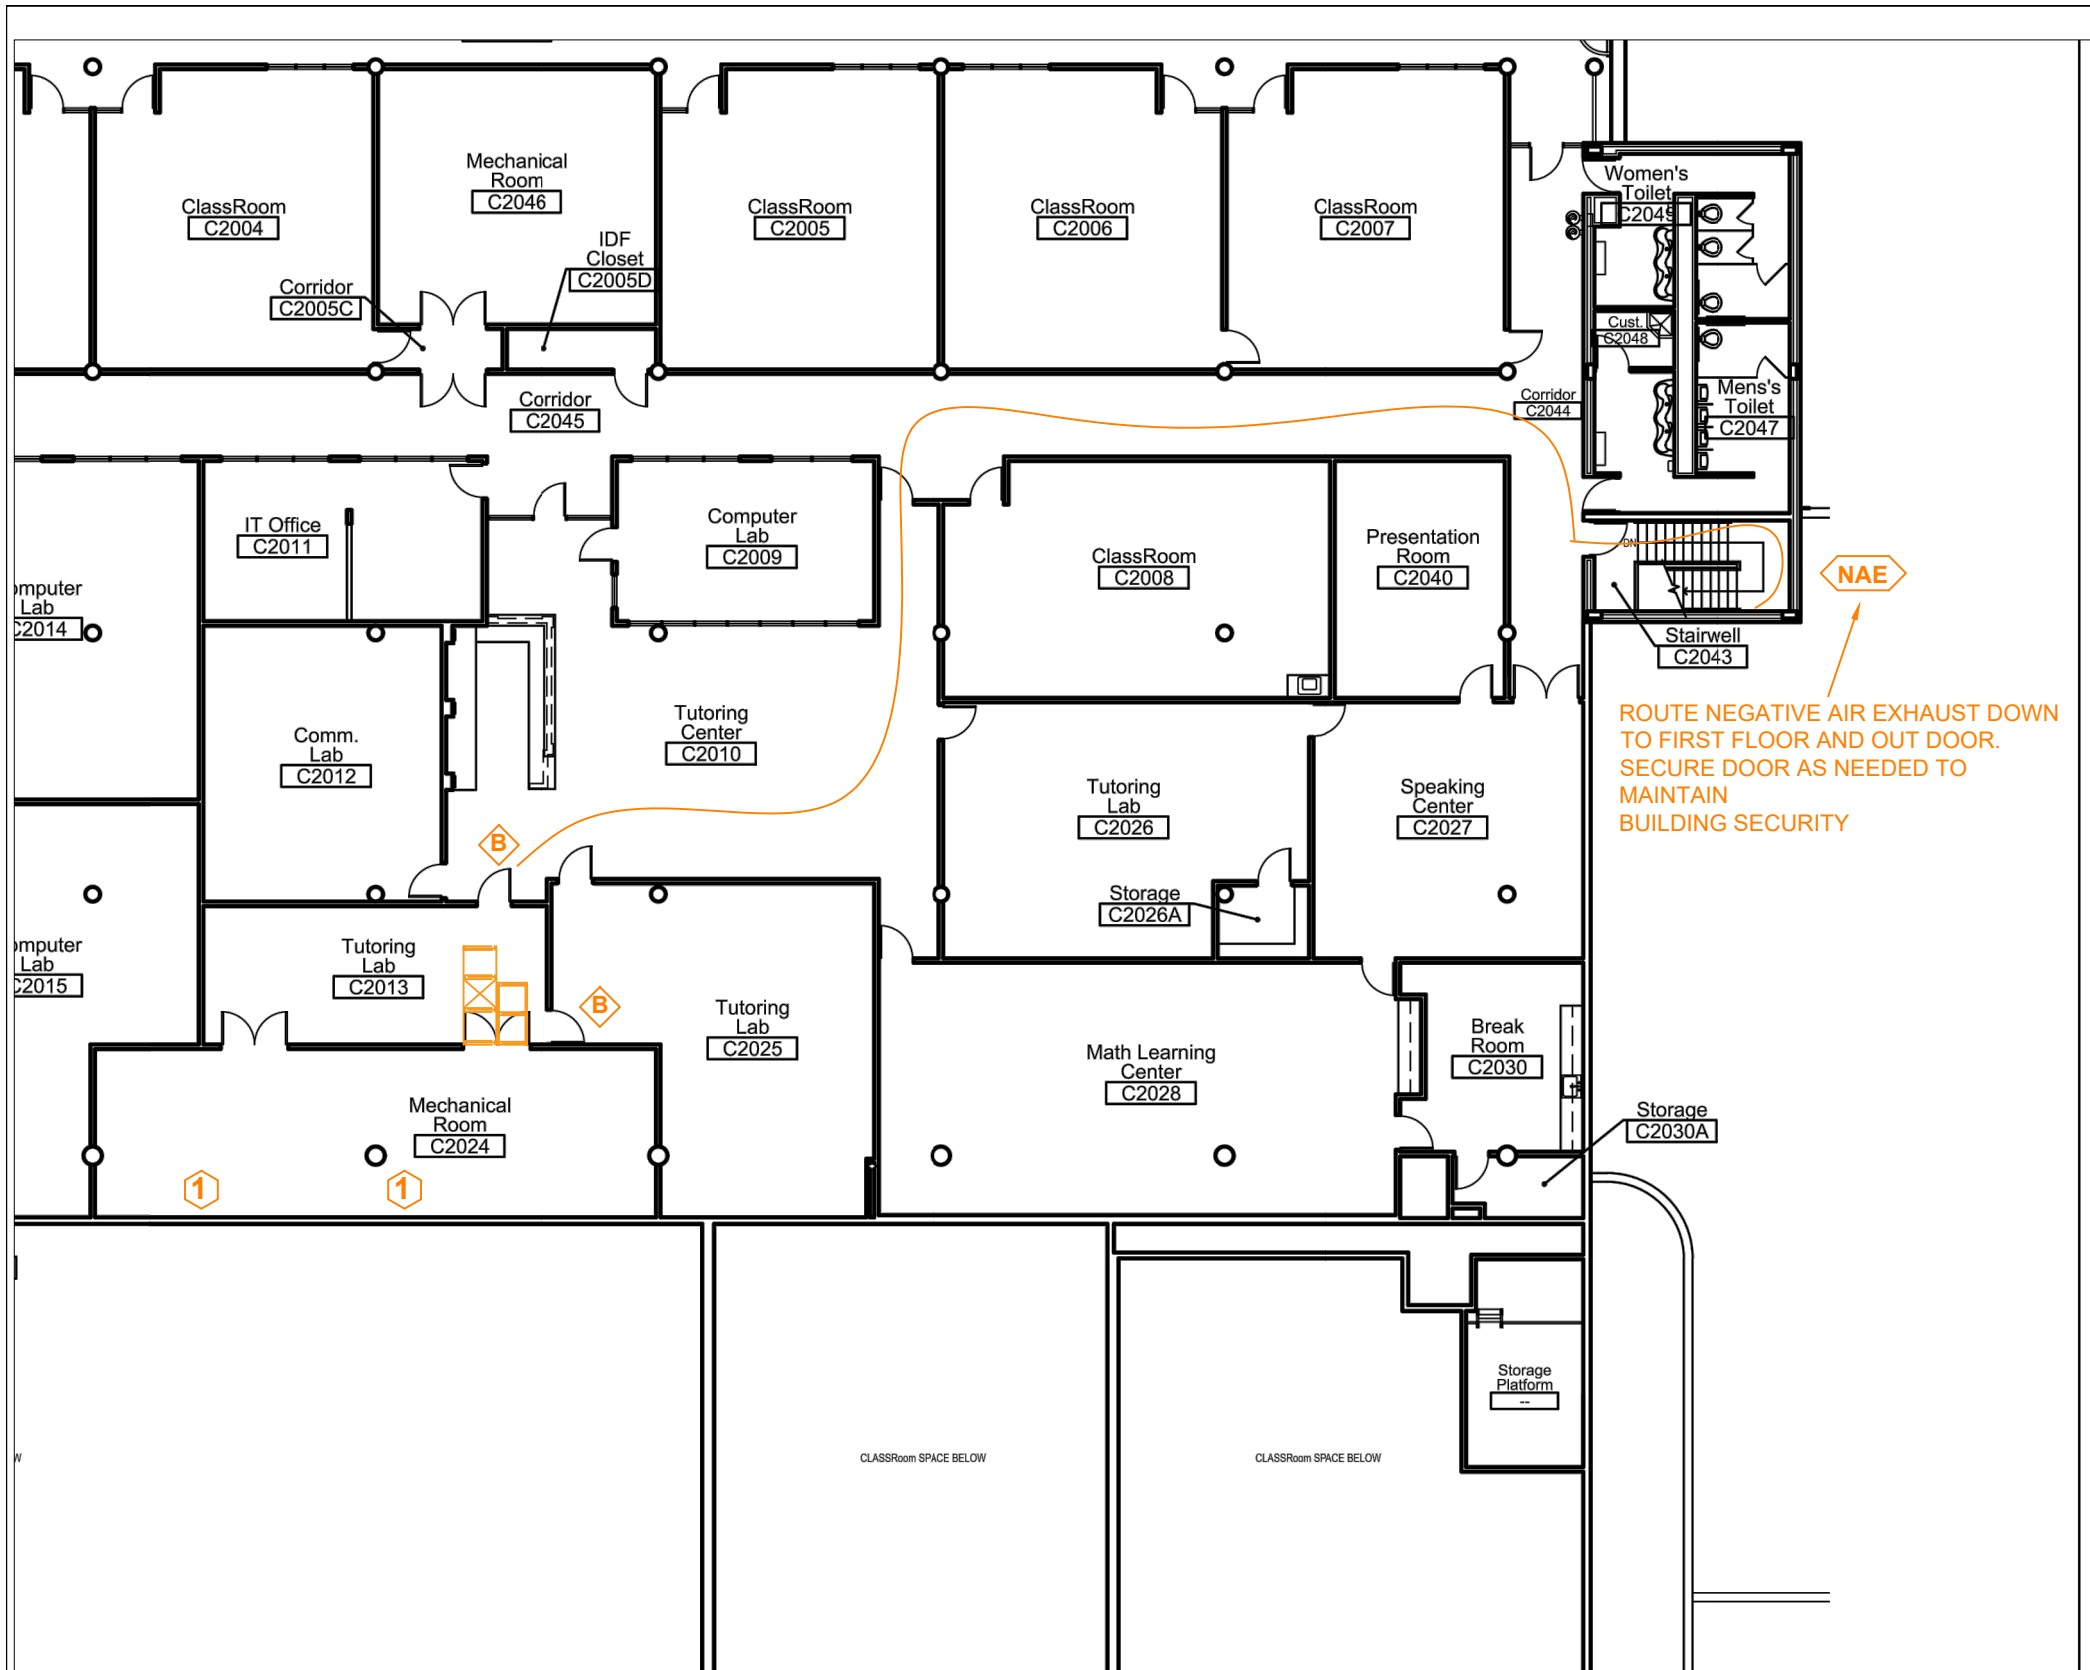 ClassRoom
C2004
Mechanical
Room
C2046
IDF
Closet
C2005D
Corridor
C2005C
ClassRoom
C2005
ClassRoom
C2006
ClassRoom
C2007
Women's
Toilet
C2049
Cust.
C2048
Mens's
Toilet
C2047
Corridor
C2044
Corridor
C2045
IT Office
C2011
Computer
Lab
C2009
ClassRoom
C2008
Presentation
Room
C2040
DN
NAE
Stairwell
C2043
Lab
C2014
Comm.
Lab
C2012
Tutoring
Center
C2010
ROUTE NEGATIVE AIR EXHAUST DOWN
TO FIRST FLOOR AND OUT DOOR.
SECURE DOOR AS NEEDED TO
MAINTAIN
BUILDING SECURITY
Tutoring
Lab
C2026
Speaking
Center
C2027
B
Storage
C2026A
Lab
C2015
Tutoring
Lab
C2013
B
Tutoring
Lab
C2025
Math Learning
Center
C2028
Break
Room
C2030
Storage
C2030A
Mechanical
Room
C2024
1
1
Storage
Platform
--
CLASSRoom SPACE BELOW
CLASSRoom SPACE BELOW
W